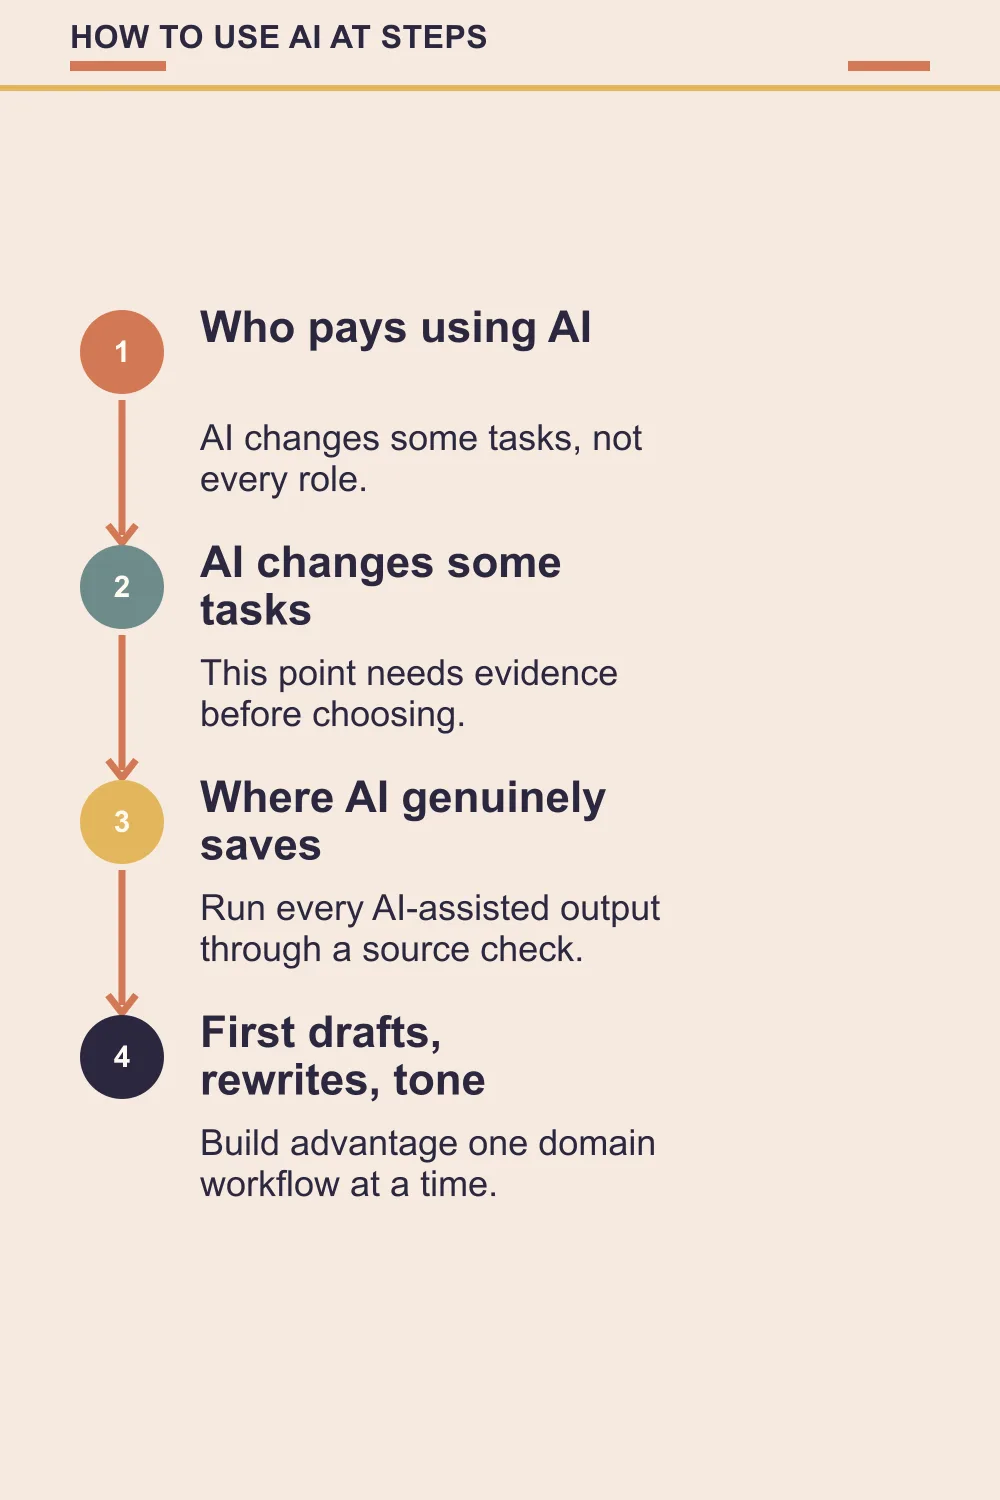 HOW TO USE AI AT STEPS
1
Who pays using AI
AI changes some tasks, not
every role.
2
AI changes some
tasks
This point needs evidence
before choosing.
3
Where AI genuinely
saves
Run every AI-assisted output
through a source check.
4
First drafts,
rewrites, tone
Build advantage one domain
workflow at a time.